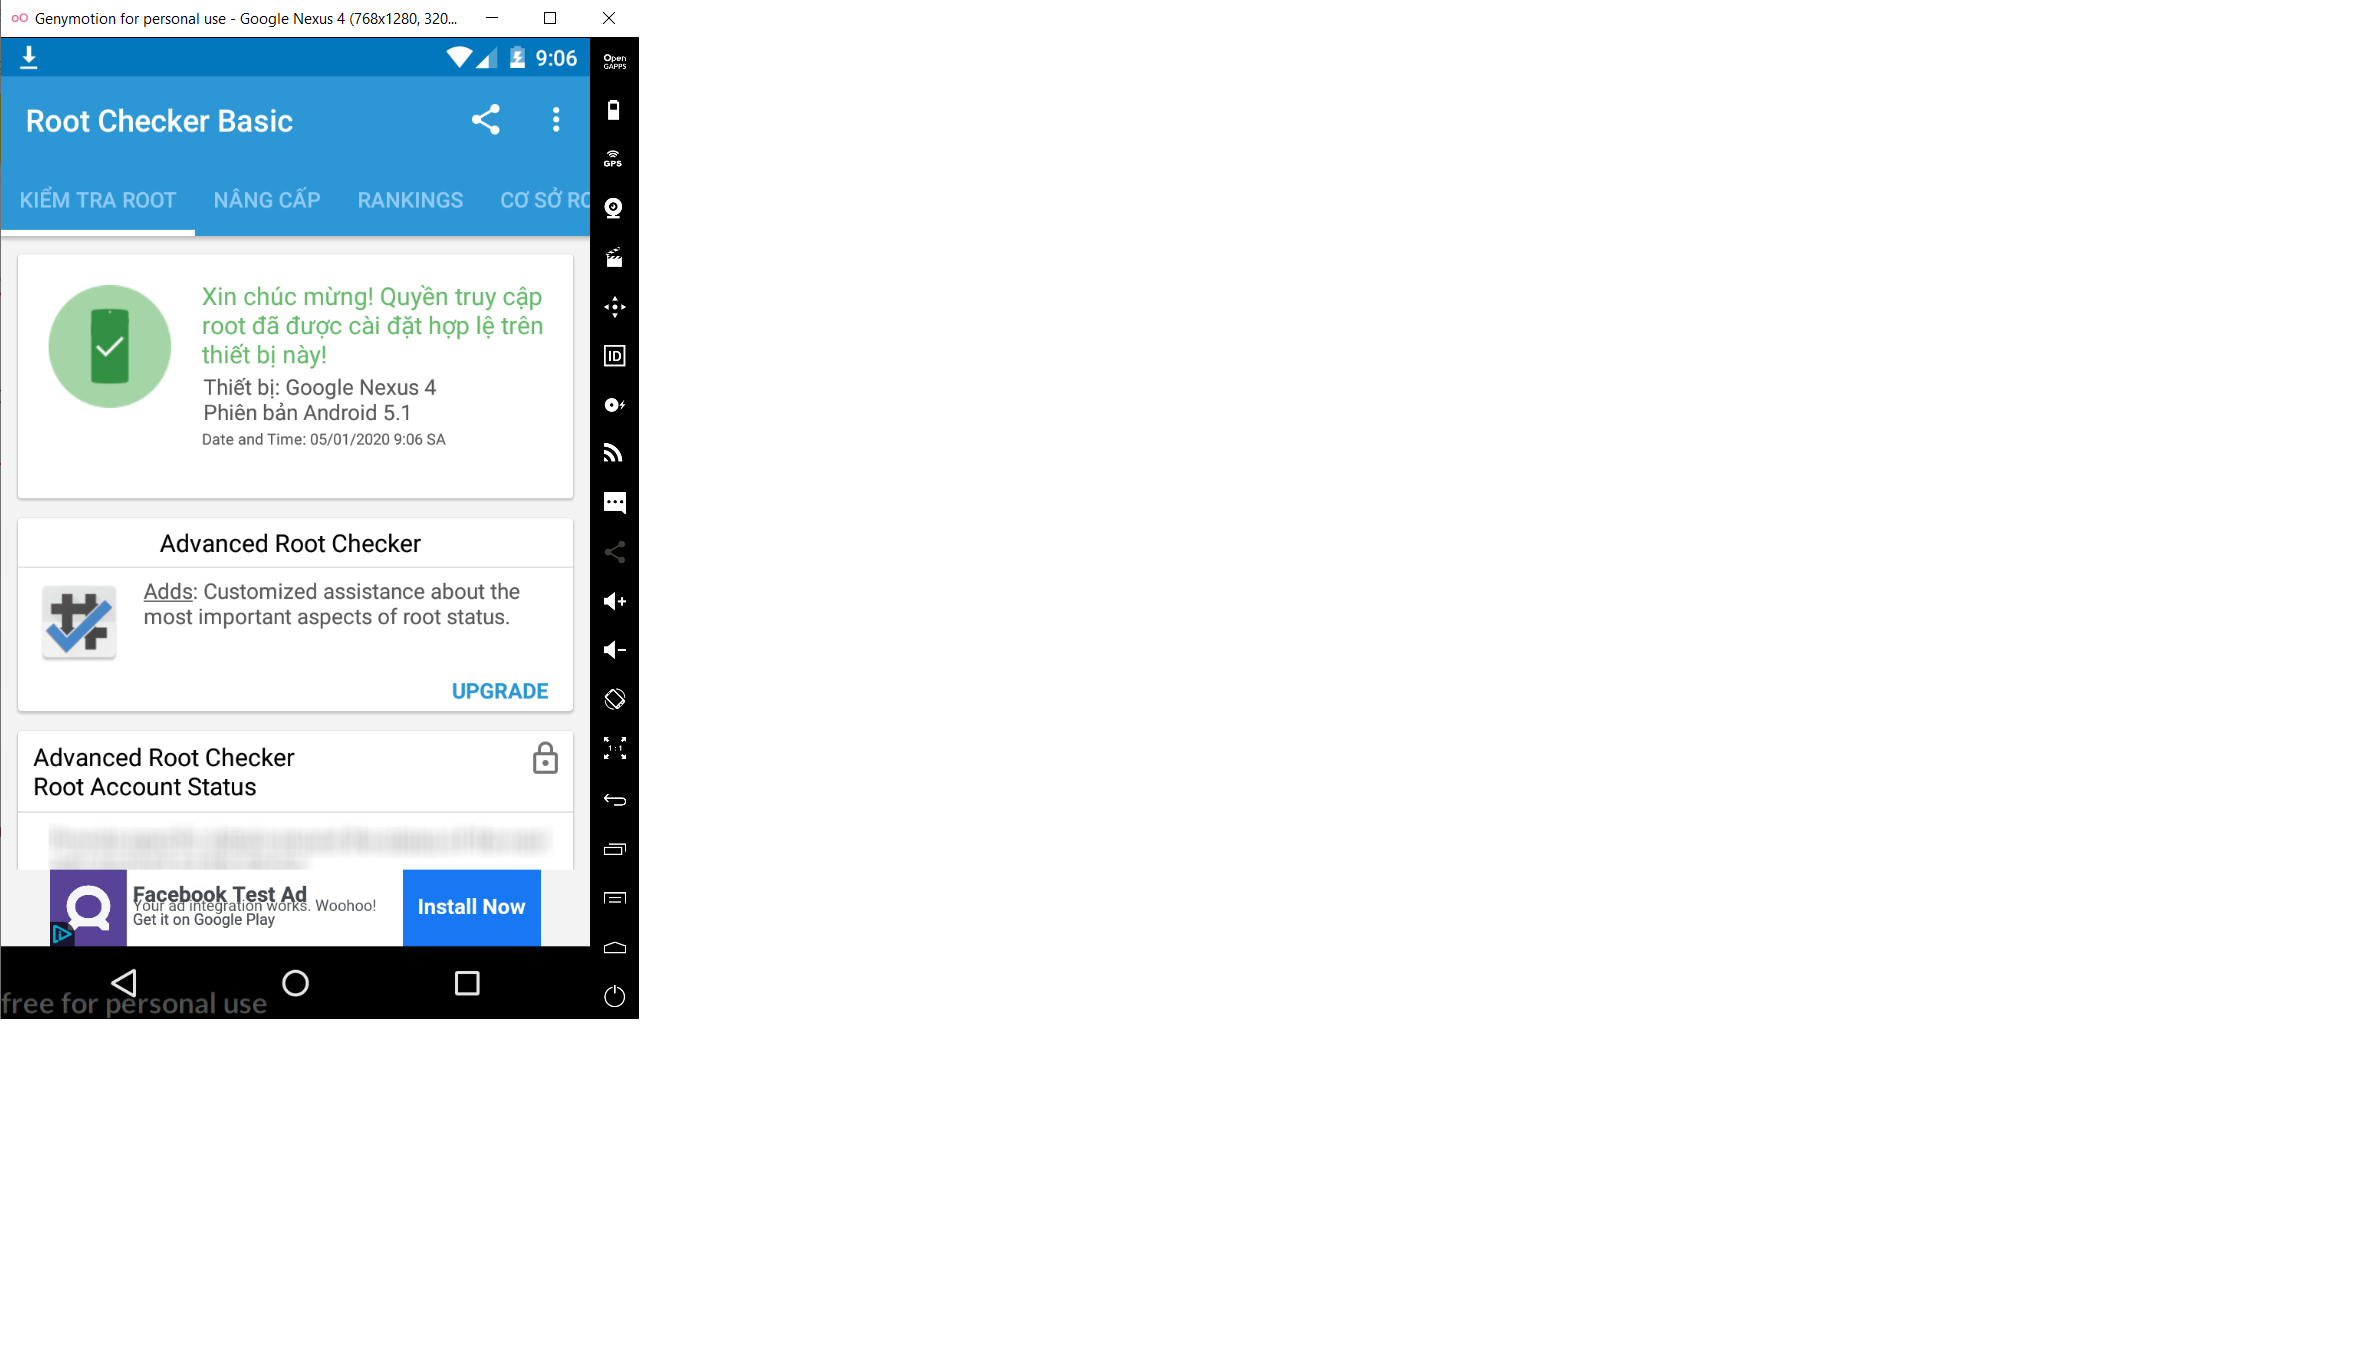 Genymotion for personal use - Google Nexus 4 (768x1280, 320...
9:06
Open
GAPPS
Root Checker Basic
GPS
KIỂM TRA ROOT
NÂNG CẤP
RANKINGS
CƠ SỞ RO
Xin chúc mừng! Quyền truy cập
root đã được cài đặt hợp lệ trên
thiết bị này!
Thiết bị: Google Nexus 4
Phiên bản Android 5.1
Date and Time: 05/01/2020 9:06 SA
ID
Advanced Root Checker
Adds: Customized assistance about the
most important aspects of root status.
UPGRADE
1:1
Advanced Root Checker
Root Account Status
Facebook Test Ad
Your ad integration works. Woohoo!
Get it on Google Play
Install Now
free for personal use